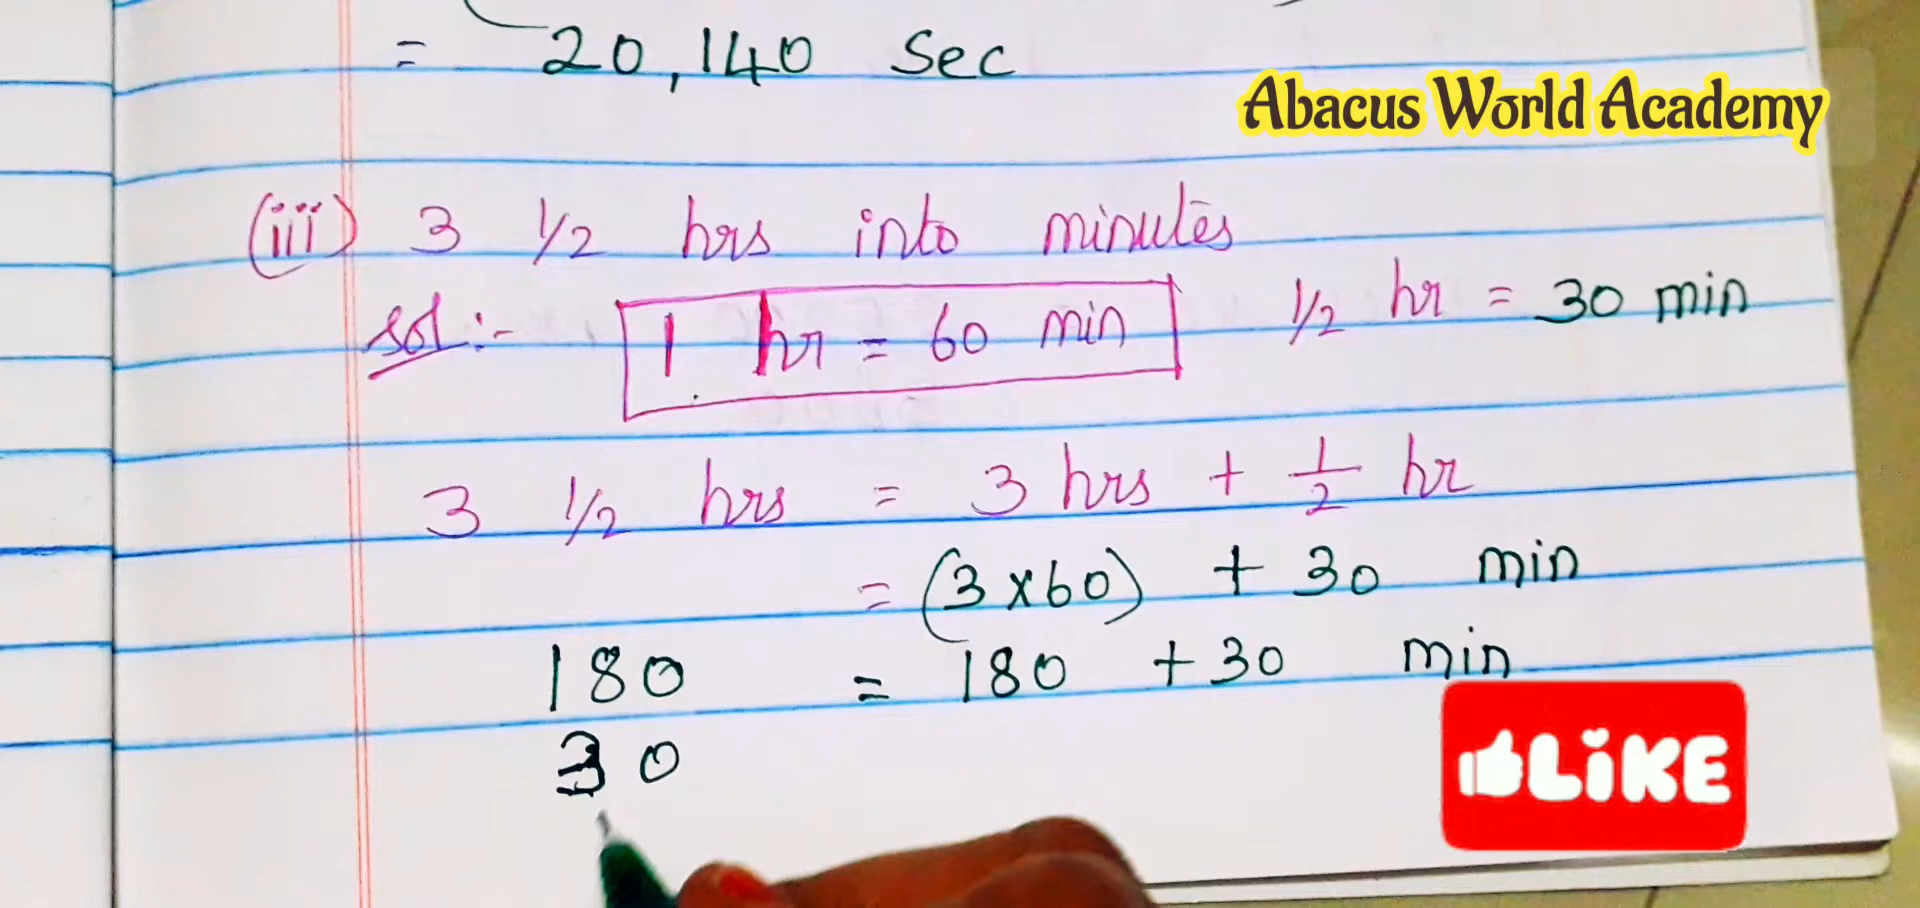 = 20,140 Sec
Abacus World Academy
(iii) 3 1/2 hrs into minutes
Sol:- 1 hr = 60 min 1/2 hr = 30 min
3 1/2 hrs = 3 hrs + 1/2 hr
= (3 x 60) + 30 min
180 = 180 + 30 min
30
LiKE